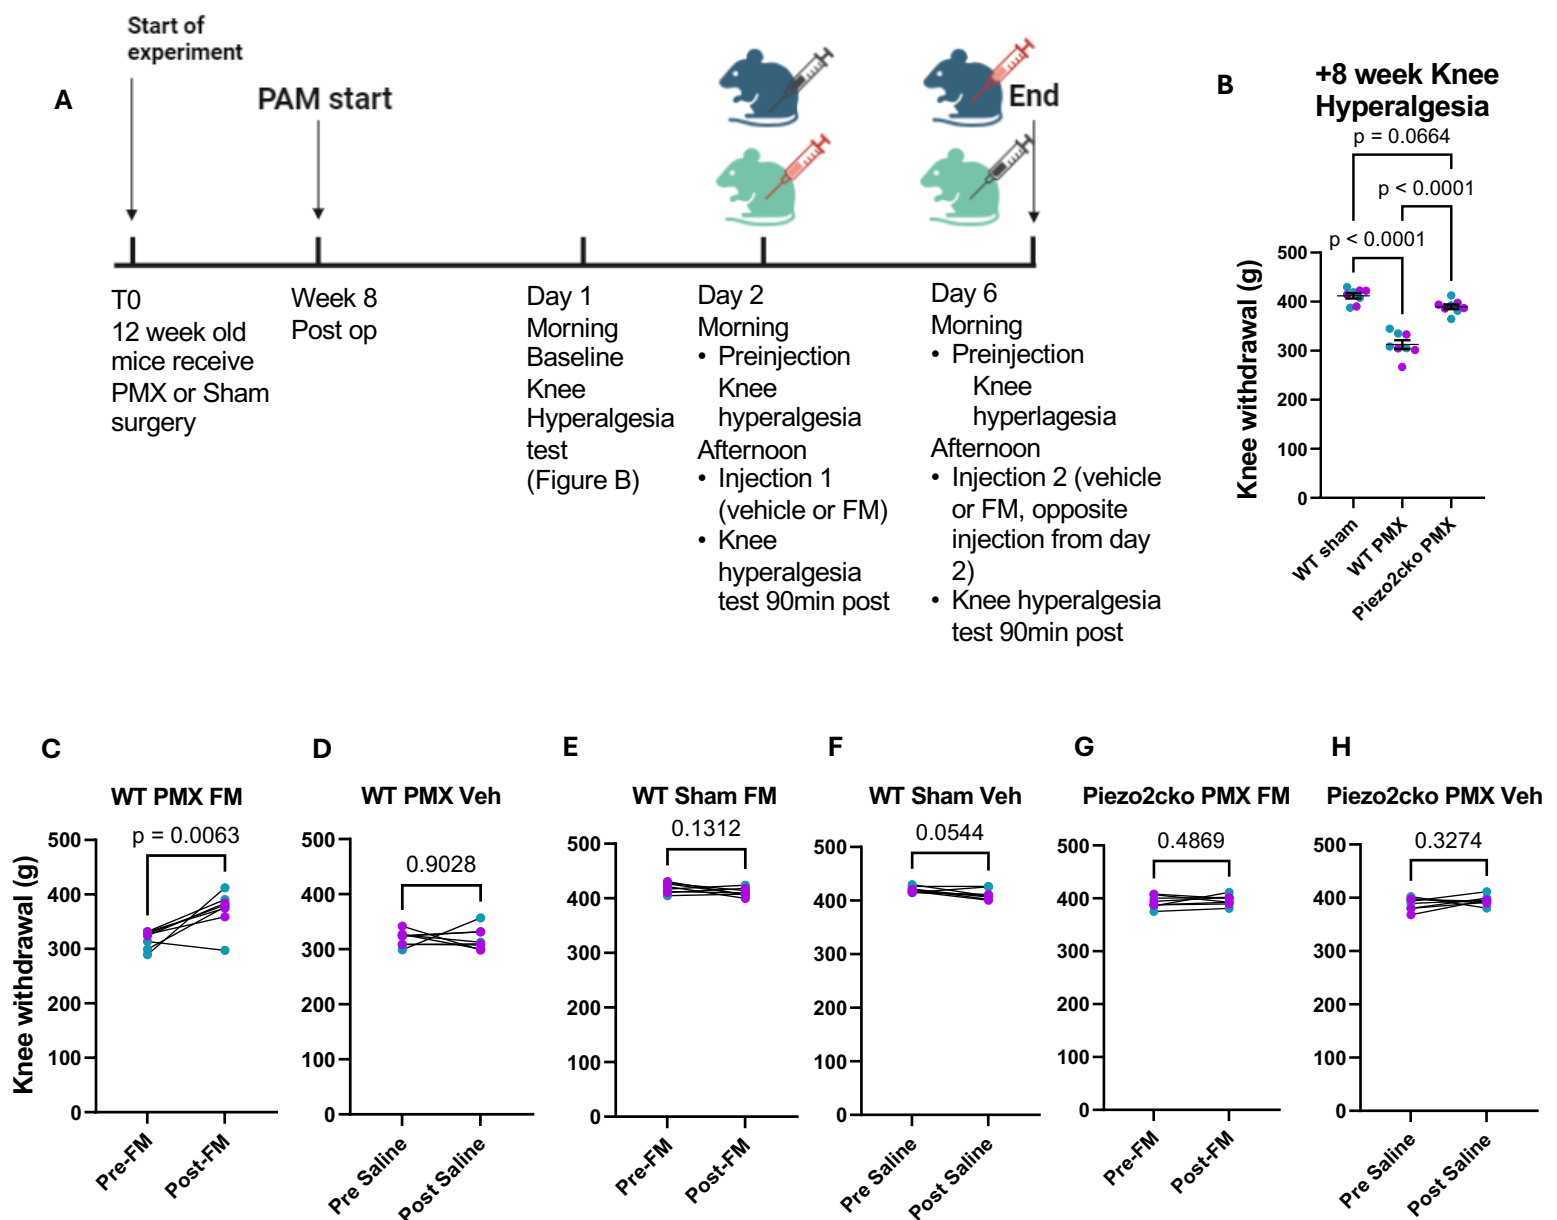 Start of
experiment
A
PAM start
End
T0
12 week old
mice receive
PMX or Sham
surgery
Week 8
Post op
Day 1
Morning
Baseline
Knee
Hyperalgesia
test
(Figure B)
Day 2
Morning
• Preinjection
Knee
hyperalgesia
Afternoon
• Injection 1
(vehicle or FM)
• Knee
hyperalgesia
test 90min post
Day 6
Morning
• Preinjection
Knee
hyperlagesia
Afternoon
• Injection 2 (vehicle
or FM, opposite
injection from day
2)
• Knee hyperalgesia
test 90min post
B
+8 week Knee
Hyperalgesia
p = 0.0664
p < 0.0001
p < 0.0001
Knee withdrawal (g)
500
400
300
200
100
0
WT sham
WT PMX
Piezo2cko PMX
C
WT PMX FM
p = 0.0063
Knee withdrawal (g)
500
400
300
200
100
0
Pre-FM
Post-FM
D
WT PMX Veh
0.9028
500
400
300
200
100
0
Pre Saline
Post Saline
E
WT Sham FM
0.1312
500
400
300
200
100
0
Pre-FM
Post-FM
F
WT Sham Veh
0.0544
500
400
300
200
100
0
Pre Saline
Post Saline
G
Piezo2cko PMX FM
0.4869
500
400
300
200
100
0
Pre-FM
Post-FM
H
Piezo2cko PMX Veh
0.3274
500
400
300
200
100
0
Pre Saline
Post Saline